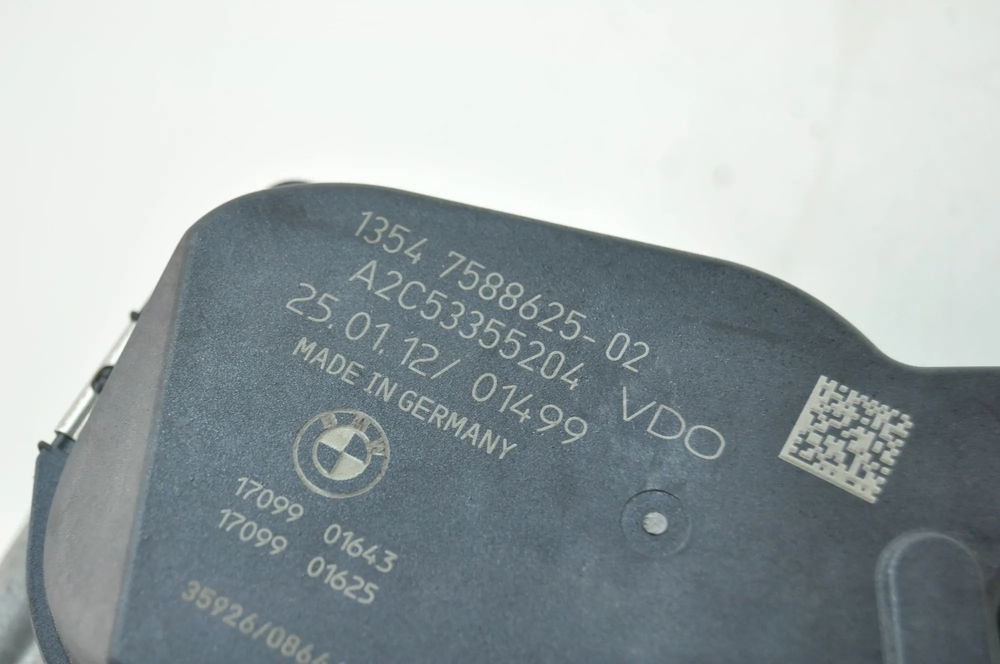 1354 7588625-02
A2C53355204
VDO
25.01.12/ 01499
MADE IN GERMANY
BMW
17099 01643
17099 01625